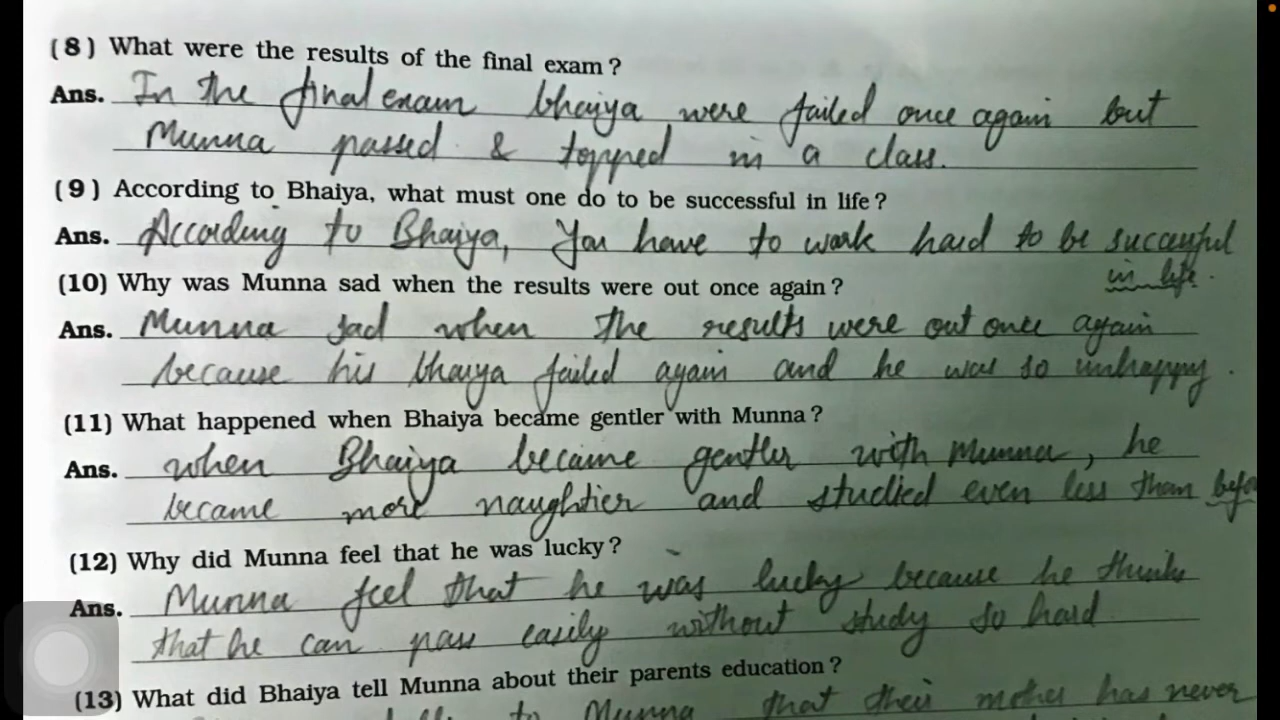 (8) What were the results of the final exam?
Ans. In the final exam bhaiya were failed once again but
Munna passed & topped in a class.
(9) According to Bhaiya, what must one do to be successful in life?
Ans. According to Bhaiya, You have to work hard to be successful
in life.
(10) Why was Munna sad when the results were out once again?
Ans. Munna sad when the results were out once again
because his bhaiya failed again and he was so unhappy.
(11) What happened when Bhaiya became gentler with Munna?
Ans. when Bhaiya became gentler with Munna, he
became more naughtier and studied even less than befo
(12) Why did Munna feel that he was lucky?
Ans. Munna feel that he was lucky because he thinks
that he can pass easily without study so hard
(13) What did Bhaiya tell Munna about their parents education?
to Munna that their mother has never